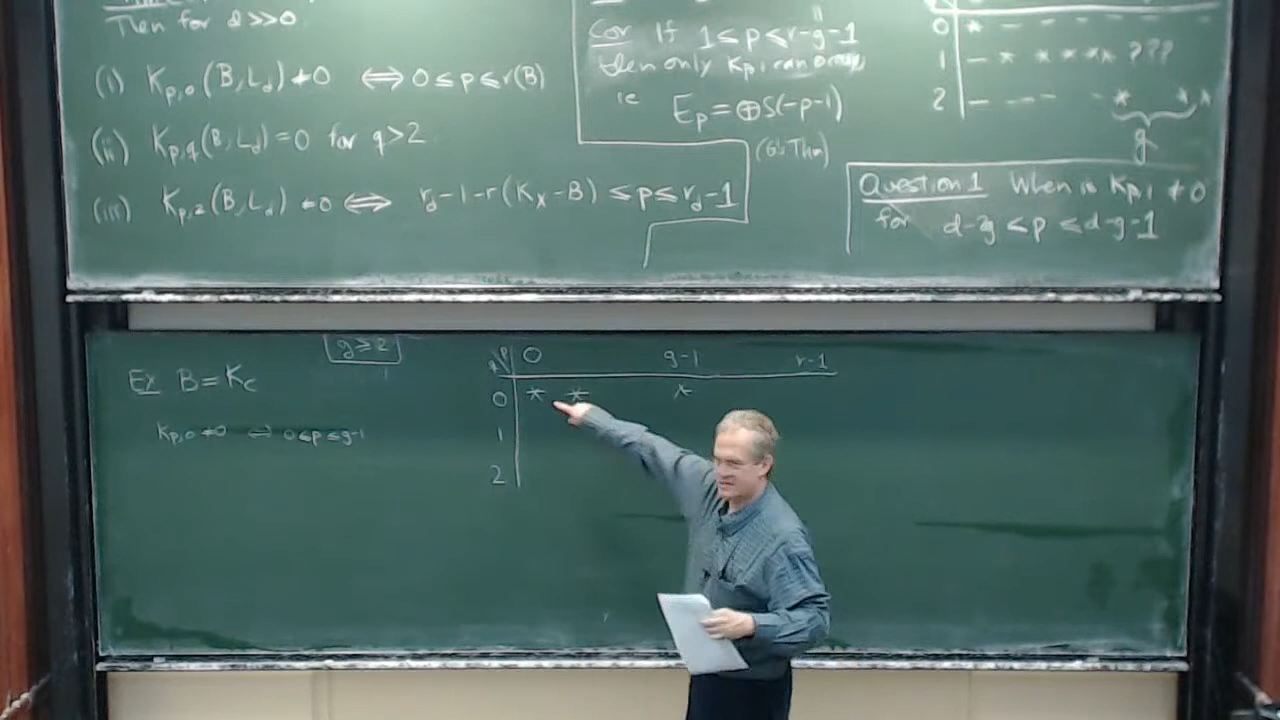 Then for d >> 0
(i) K_{p,0}(B, L_d) ≠ 0 ⟺ 0 ≤ p ≤ r(B)
(ii) K_{p,q}(B, L_d) = 0 for q > 2
(iii) K_{p,2}(B, L_d) ≠ 0 ⟺ r_d - 1 - r(K_X - B) ≤ p ≤ r_d - 1
Cor If 1 ≤ p ≤ r-g-1
then only K_{p,1} can occur,
ie E_p = ⊕ S(-p-1)
(Gb Thm)
0 * - - - - -
1 - * * * * * ???
2 - - - - * * *
g
Question 1 When is K_{p,1} ≠ 0
for d-2g < p ≤ d-g-1
Ex B = K_C
g ≥ 2
K_{p,0} ≠ 0 ⟺ 0 ≤ p ≤ g-1
p 0 g-1 r-1
0 * * *
1
2